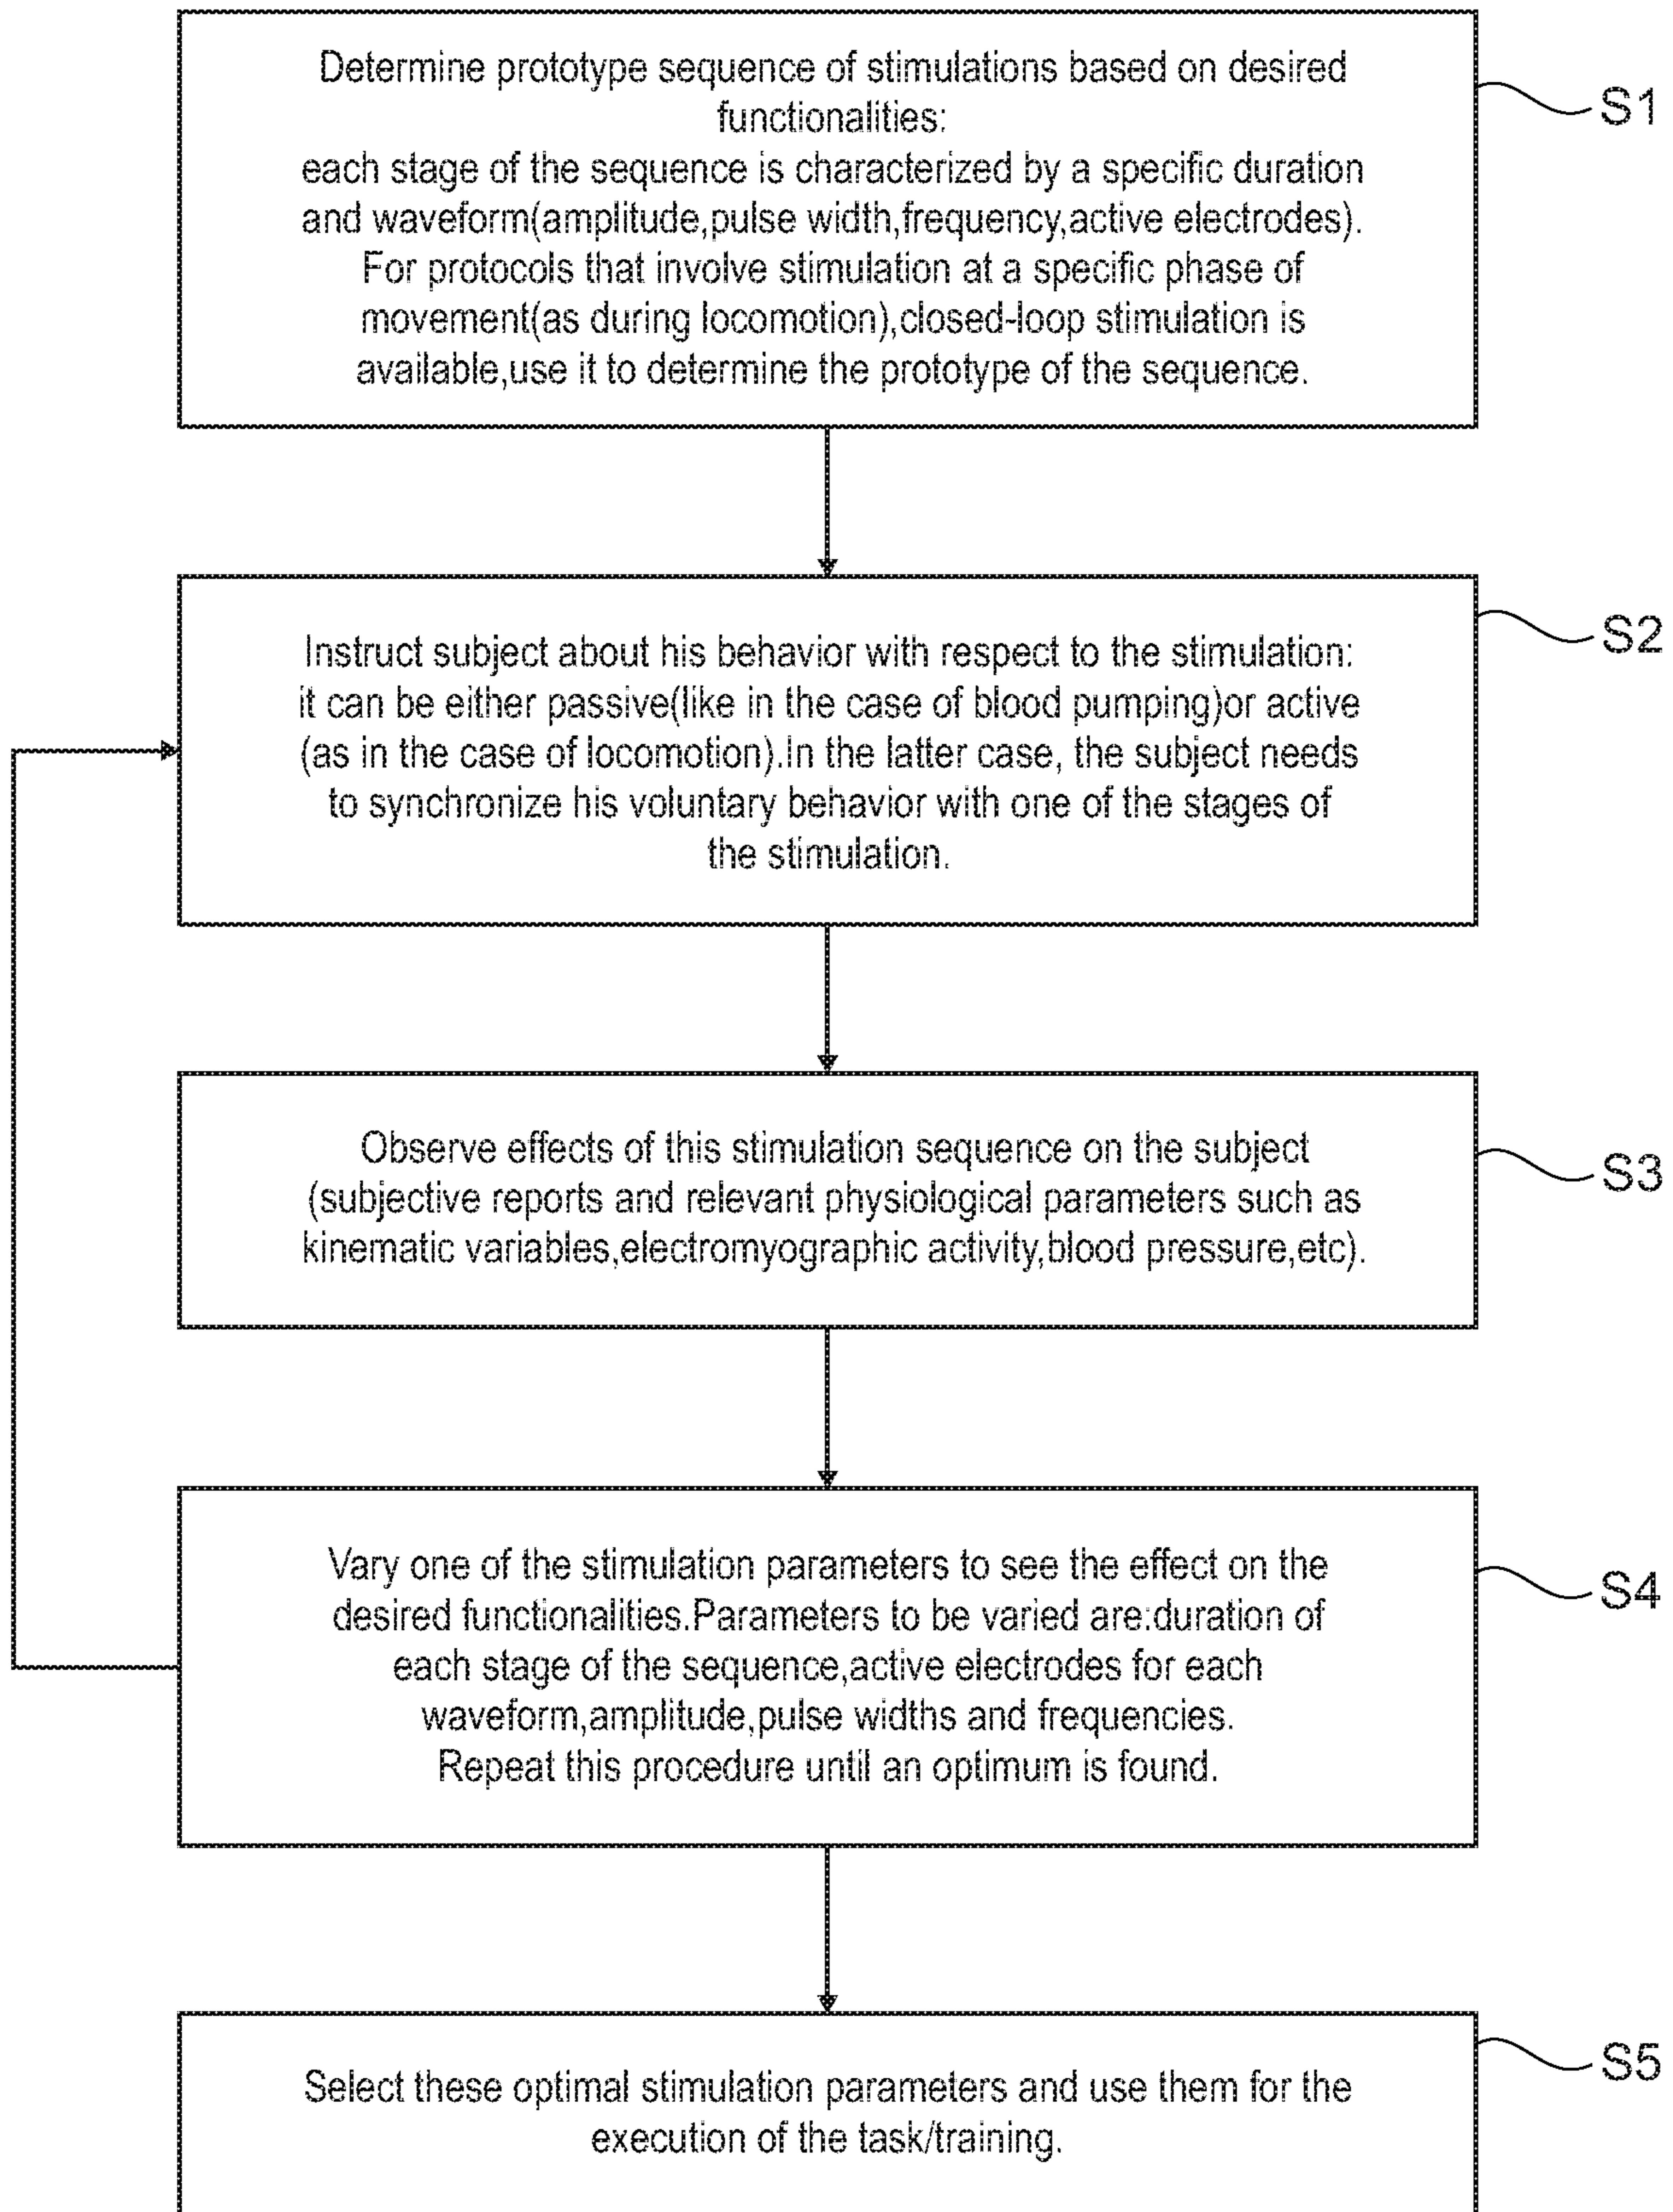 Determine prototype sequence of stimulations based on desired
functionalities:
each stage of the sequence is characterized by a specific duration
and waveform(amplitude,pulse width,frequency,active electrodes).
For protocols that involve stimulation at a specific phase of
movement(as during locomotion),closed-loop stimulation is
available,use it to determine the prototype of the sequence.
S1
Instruct subject about his behavior with respect to the stimulation:
it can be either passive(like in the case of blood pumping)or active
(as in the case of locomotion).In the latter case, the subject needs
to synchronize his voluntary behavior with one of the stages of
the stimulation.
S2
Observe effects of this stimulation sequence on the subject
(subjective reports and relevant physiological parameters such as
kinematic variables,electromyographic activity,blood pressure,etc).
S3
Vary one of the stimulation parameters to see the effect on the
desired functionalities.Parameters to be varied are:duration of
each stage of the sequence,active electrodes for each
waveform,amplitude,pulse widths and frequencies.
Repeat this procedure until an optimum is found.
S4
Select these optimal stimulation parameters and use them for the
execution of the task/training.
S5